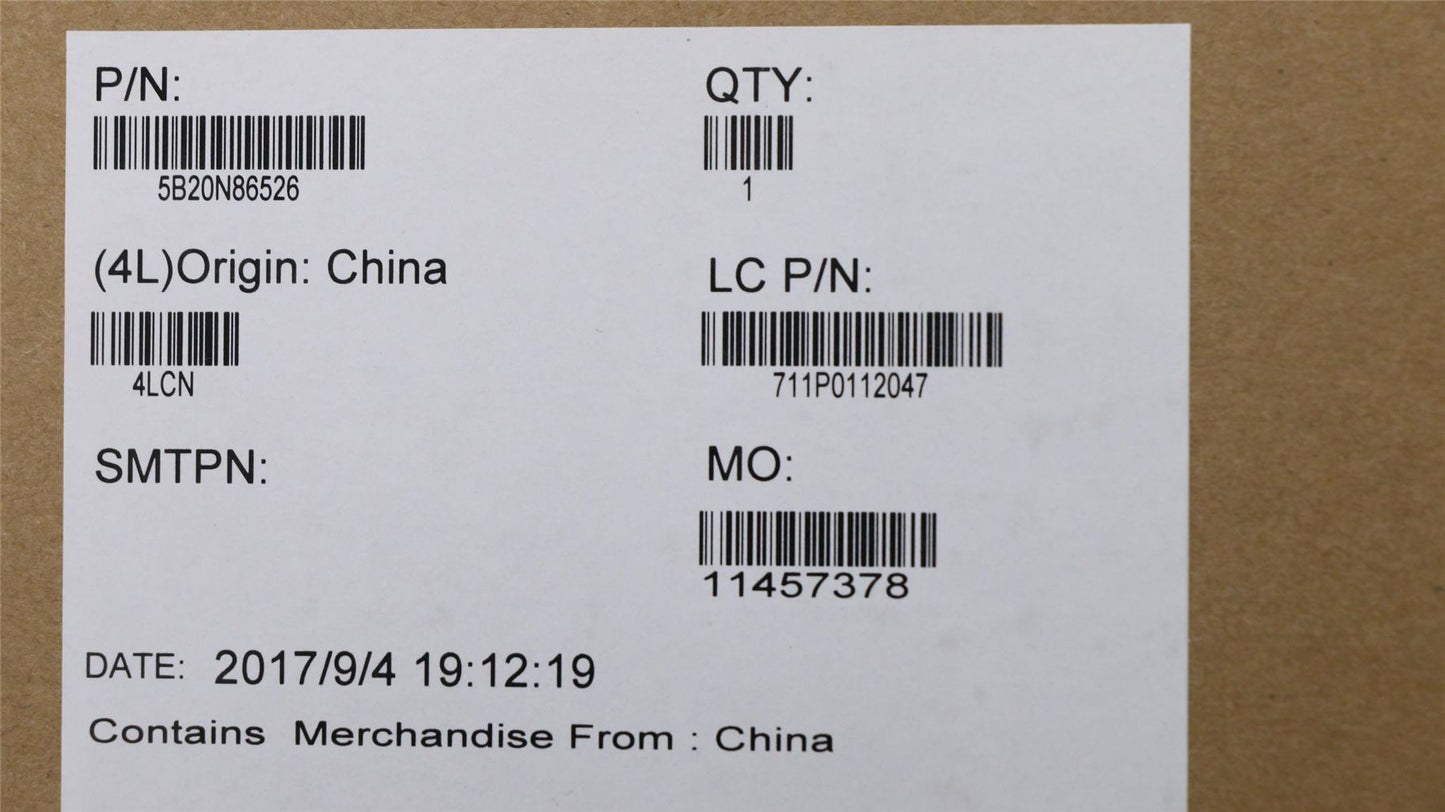 P/N:
5B20N86526
QTY:
1
(4L)Origin: China
4LCN
LC P/N:
711P0112047
SMTPN:
MO:
11457378
DATE: 2017/9/4 19:12:19
Contains Merchandise From : China